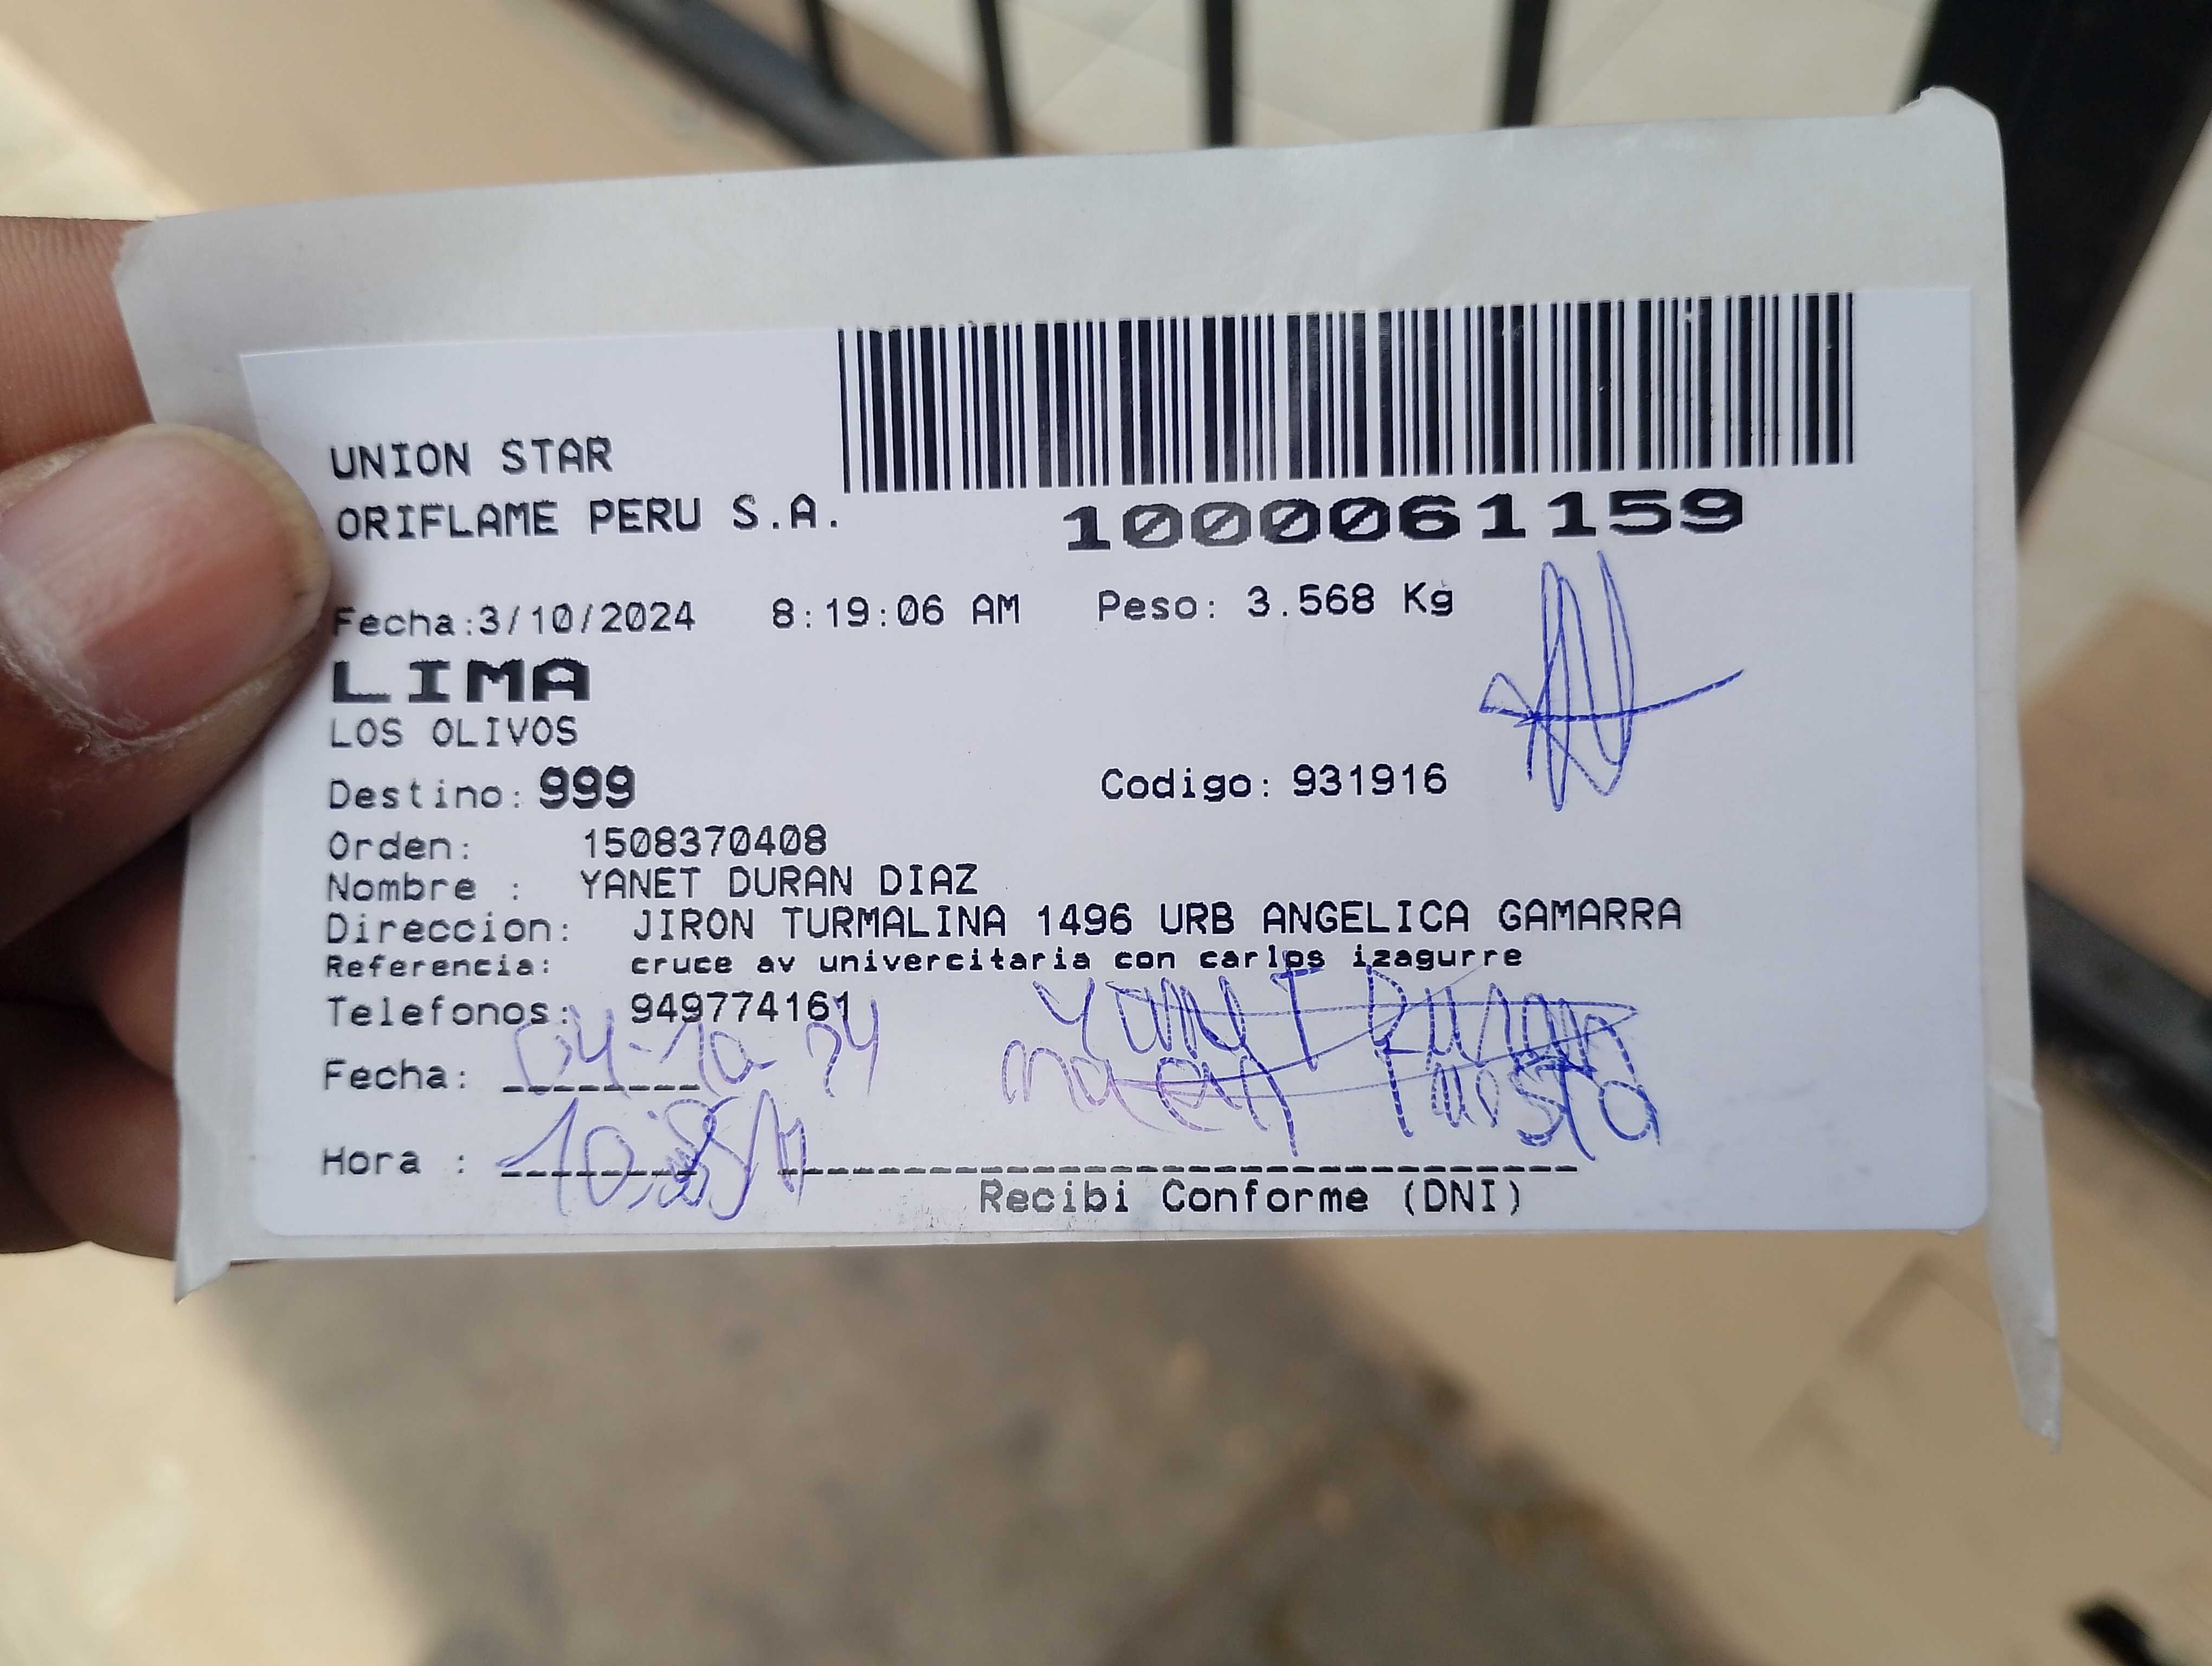 UNION STAR
ORIFLAME PERU S.A.
1000061159
Fecha:3/10/2024 8:19:06 AM Peso: 3.568 Kg
LIMA
LOS OLIVOS
Destino: 999 Codigo: 931916
Orden: 1508370408
Nombre : YANET DURAN DIAZ
Direccion: JIRON TURMALINA 1496 URB ANGELICA GAMARRA
Referencia: cruce av univercitaria con carlos izagurre
Telefonos: 949774161
Fecha: 04-10-24
Hora :
Recibi Conforme (DNI)